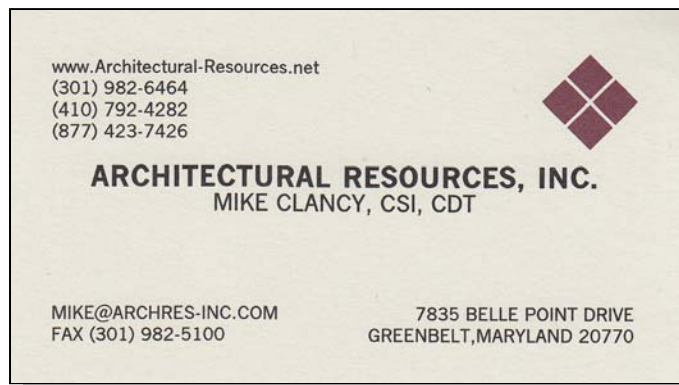 www.Architectural-Resources.net
(301) 982-6464
(410) 792-4282
(877) 423-7426
ARCHITECTURAL RESOURCES, INC.
MIKE CLANCY, CSI, CDT
MIKE@ARCHRES-INC.COM
FAX (301) 982-5100
7835 BELLE POINT DRIVE
GREENBELT,MARYLAND 20770